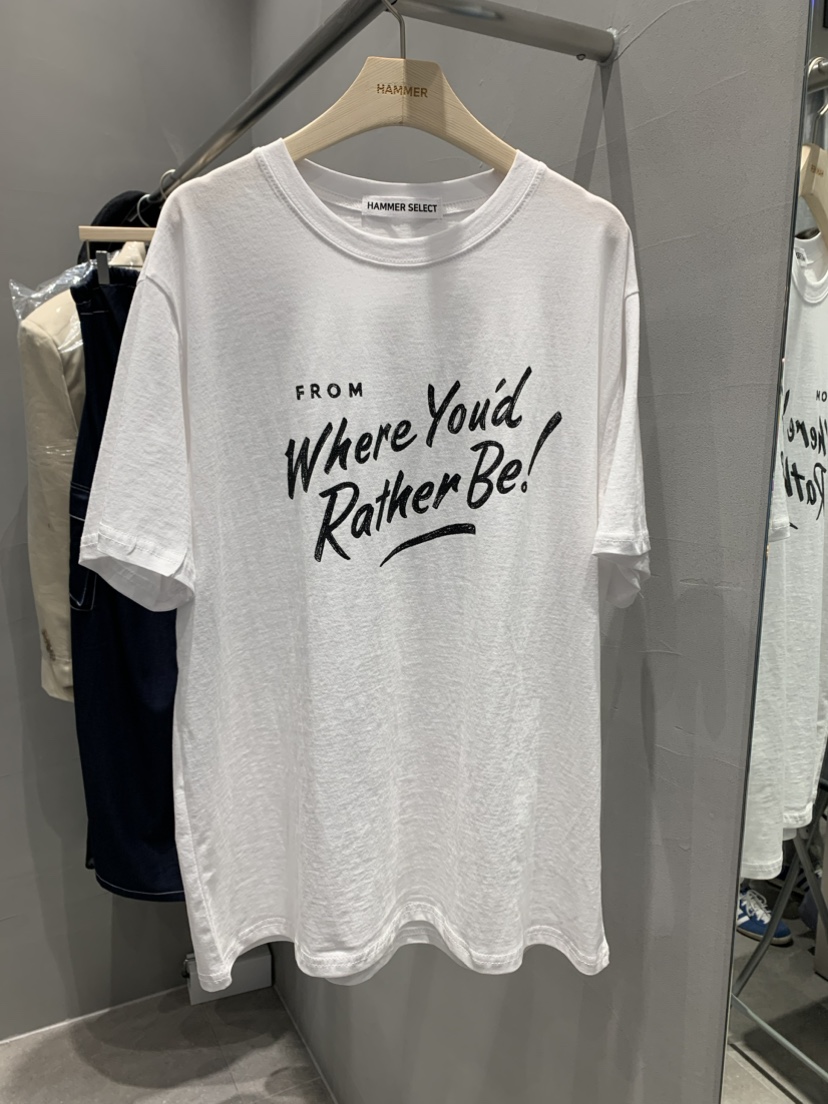 HAMMER
HAMMER SELECT
FROM
Where You'd
Rather Be!